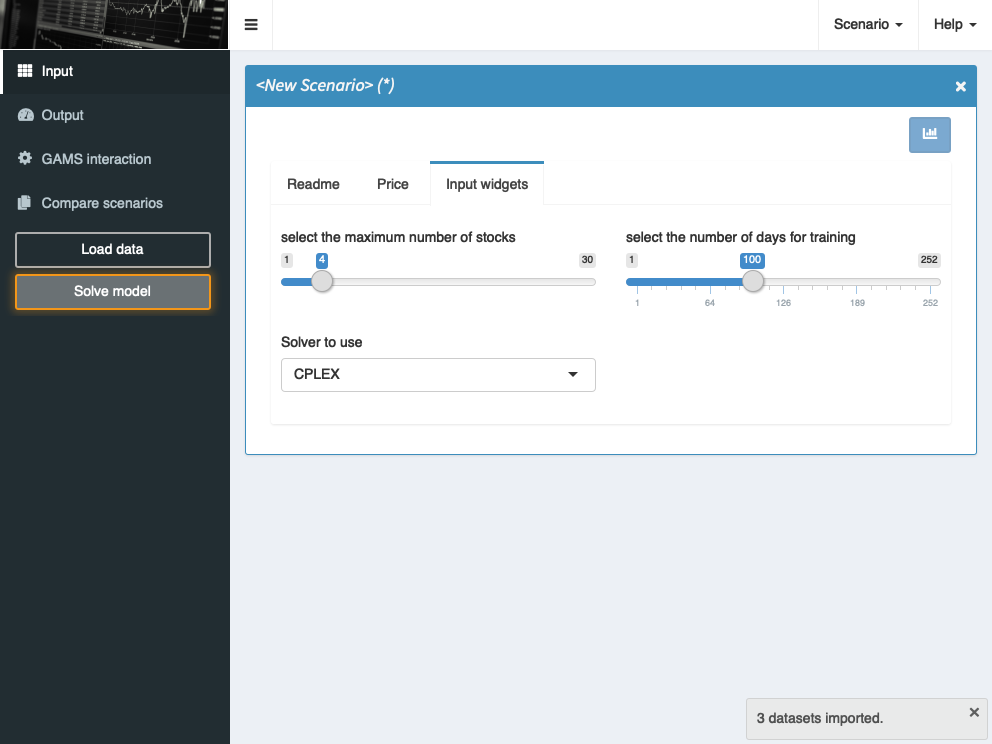 Scenario
Help
Input
Output
GAMS interaction
Compare scenarios
Load data
Solve model
<New Scenario> (*)
Readme
Price
Input widgets
select the maximum number of stocks
1
4
30
select the number of days for training
1
100
252
1
64
126
189
252
Solver to use
CPLEX
3 datasets imported.